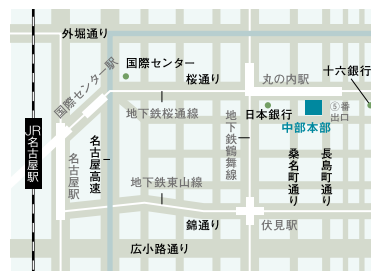 外堀通り
国際センター
国際センター駅
桜通り
丸の内駅
十六銀行
地下鉄桜通線
日本銀行
⑤番
出口
中部本部
JR名古屋駅
名古屋駅
名古屋高速
地下鉄鶴舞線
桑名町通り
長島町通り
地下鉄東山線
錦通り
伏見駅
広小路通り